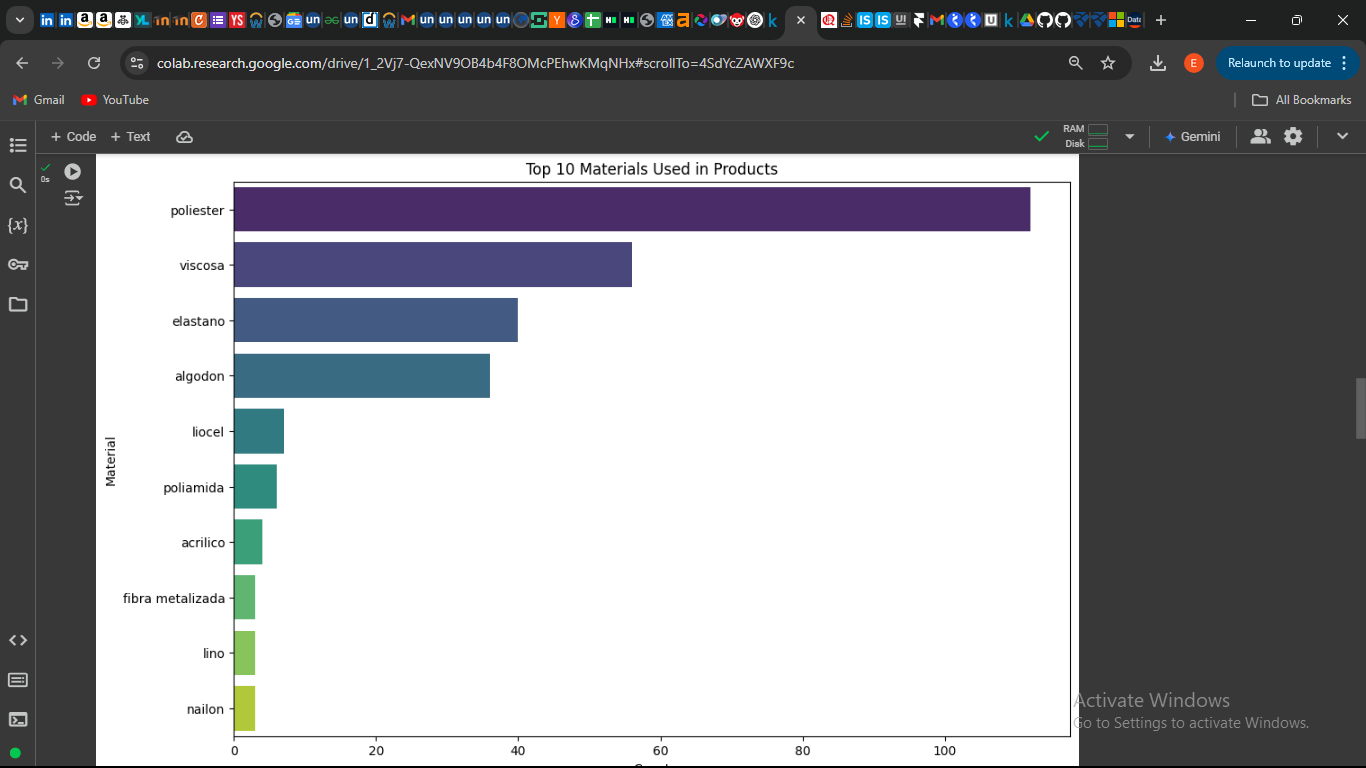 colab.research.google.com/drive/1_2Vj7-QexNV9OB4b4F8OMcPEhwKMqNHx#scrollTo=4SdYcZAWXF9c
E
Relaunch to update
Gmail
YouTube
All Bookmarks
+ Code
+ Text
RAM
Disk
Gemini
0s
{x}
Top 10 Materials Used in Products
poliester
viscosa
elastano
algodon
liocel
poliamida
acrilico
fibra metalizada
lino
nailon
Material
0
20
40
60
80
100
Activate Windows
Go to Settings to activate Windows.